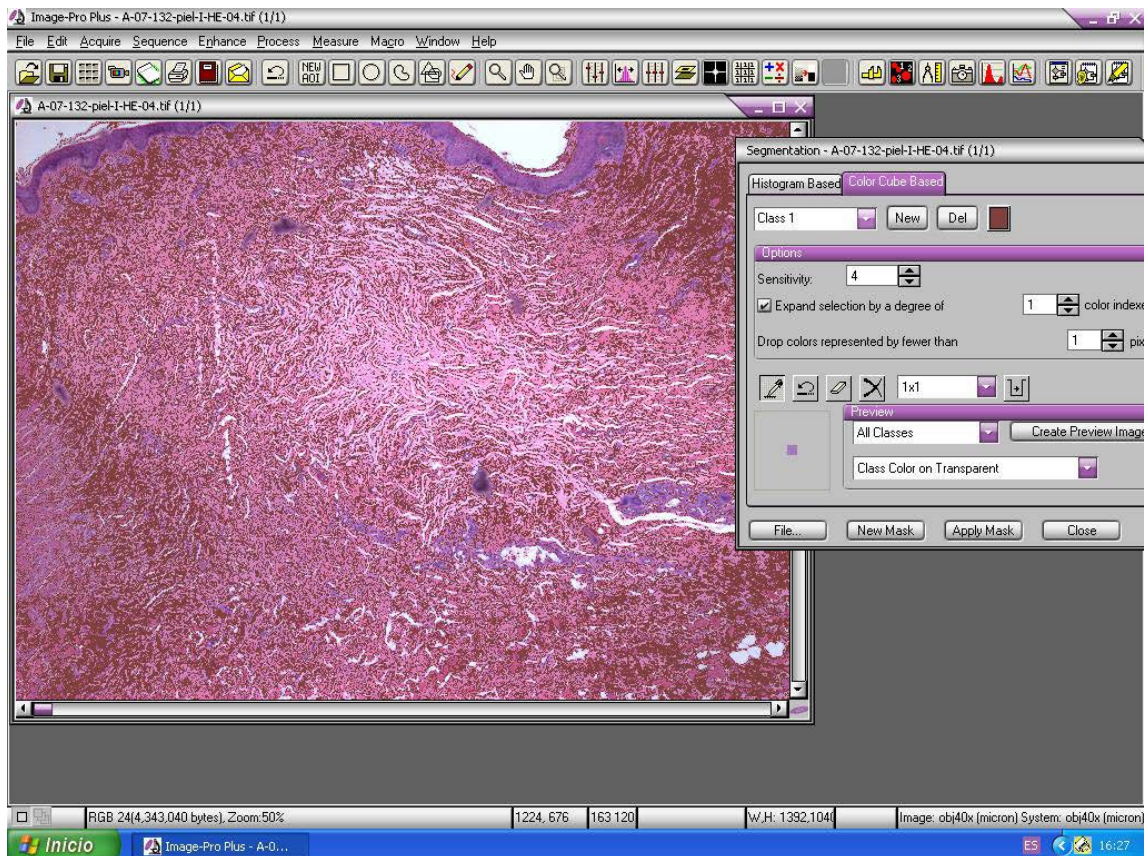 Image-Pro Plus - A-07-132-piel-I-HE-04.tif (1/1)
File Edit Acquire Sequence Enhance Process Measure Macro Window Help
NEW AOI
A-07-132-piel-I-HE-04.tif (1/1)
Segmentation - A-07-132-piel-I-HE-04.tif (1/1)
Histogram Based Color Cube Based
Class 1 New Del
Options
Sensitivity: 4
Expand selection by a degree of 1 color indexe
Drop colors represented by fewer than 1 pix
1x1
Preview
All Classes Create Preview Image
Class Color on Transparent
File... New Mask Apply Mask Close
RGB 24(4,343,040 bytes), Zoom:50% 1224, 676 163 120 W,H: 1392,1040 Image: obj40x (micron) System: obj40x (micron)
Inicio Image-Pro Plus - A-0... ES 16:27